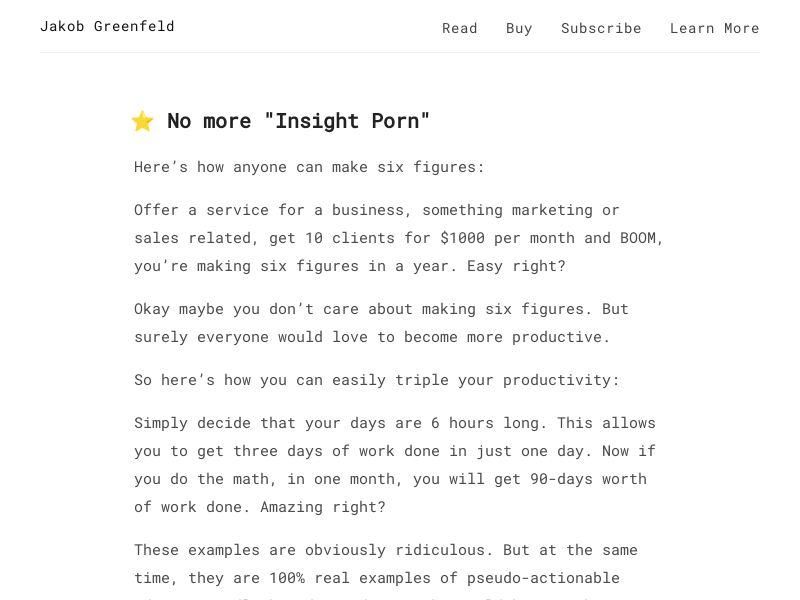 Jakob Greenfeld
Read Buy Subscribe Learn More
⭐ No more "Insight Porn"
Here’s how anyone can make six figures:
Offer a service for a business, something marketing or
sales related, get 10 clients for $1000 per month and BOOM,
you’re making six figures in a year. Easy right?
Okay maybe you don’t care about making six figures. But
surely everyone would love to become more productive.
So here’s how you can easily triple your productivity:
Simply decide that your days are 6 hours long. This allows
you to get three days of work done in just one day. Now if
you do the math, in one month, you will get 90-days worth
of work done. Amazing right?
These examples are obviously ridiculous. But at the same
time, they are 100% real examples of pseudo-actionable